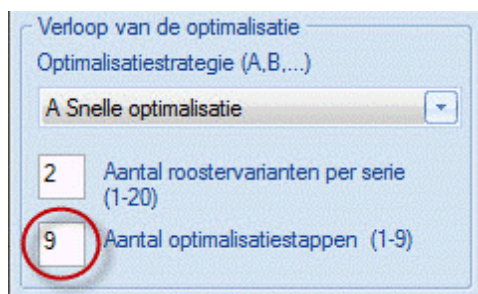 Verloop van de optimalisatie
Optimalisatiestrategie (A,B,...)
A Snelle optimalisatie
2 Aantal roostervarianten per serie
(1-20)
9 Aantal optimalisatiestappen (1-9)